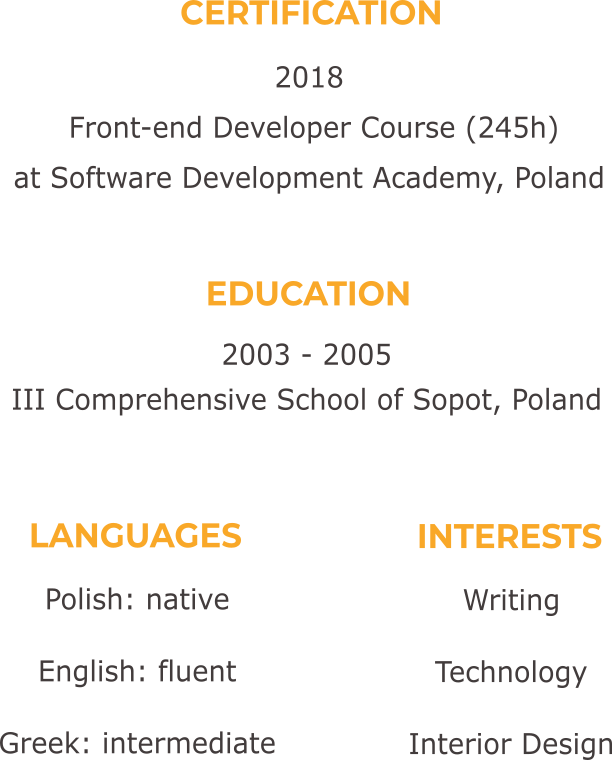 CERTIFICATION
2018
Front-end Developer Course (245h)
at Software Development Academy, Poland
EDUCATION
2003 - 2005
III Comprehensive School of Sopot, Poland
LANGUAGES
Polish: native
English: fluent
Greek: intermediate
INTERESTS
Writing
Technology
Interior Design